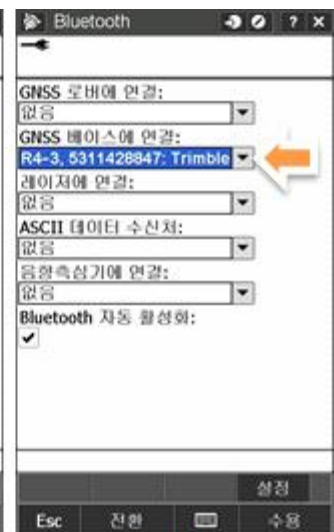 Bluetooth
? X
GNSS 로버에 연결:
없음
GNSS 베이스에 연결:
R4-3, 5311428847: Trimble
레이저에 연결:
없음
ASCII 데이터 수신처:
없음
음향측심기에 연결:
없음
Bluetooth 자동 활성화:
설정
Esc 전환 수용